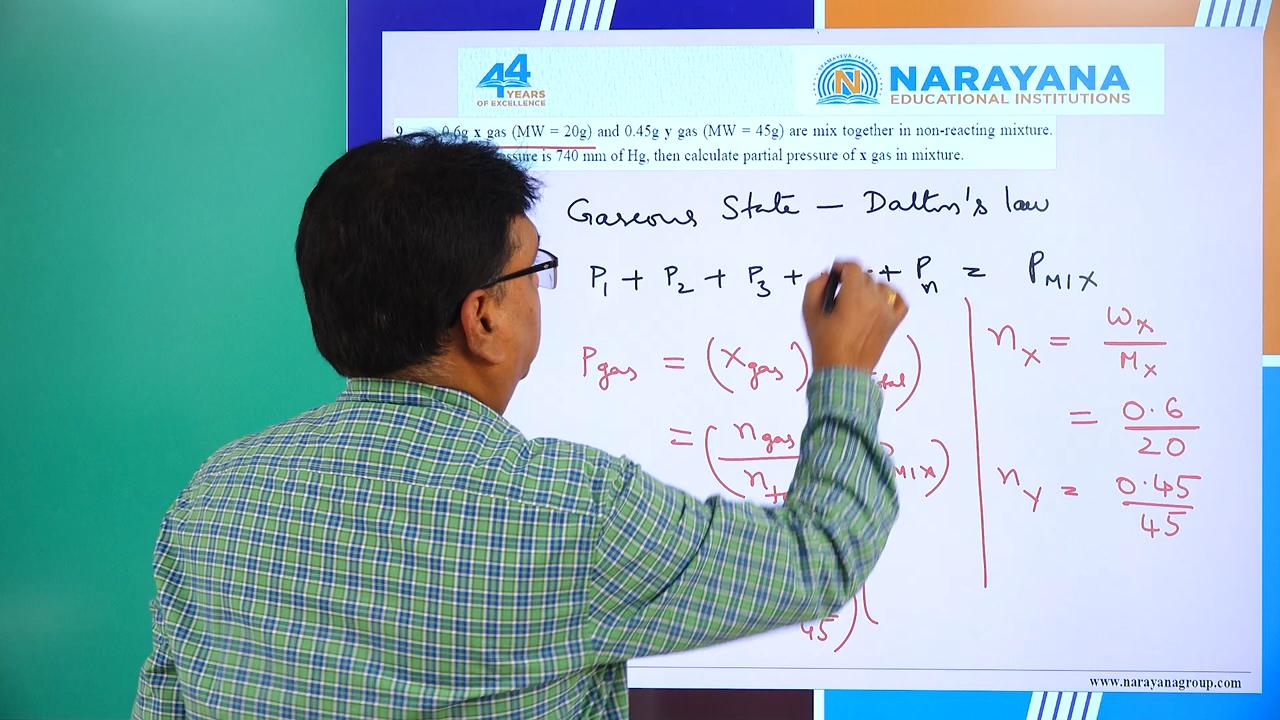 44
YEARS
OF EXCELLENCE
NARAYANA
EDUCATIONAL INSTITUTIONS
9. 0.6g x gas (MW = 20g) and 0.45g y gas (MW = 45g) are mix together in non-reacting mixture.
is 740 mm of Hg, then calculate partial pressure of x gas in mixture.
Gaseous State – Dalton's law
P1 + P2 + P3 + + Pn = PMIX
Pgas = (Xgas)
= (ngas
MIX)
45)(
nX = WX / MX
= 0.6 / 20
nY = 0.45 / 45
www.narayanagroup.com